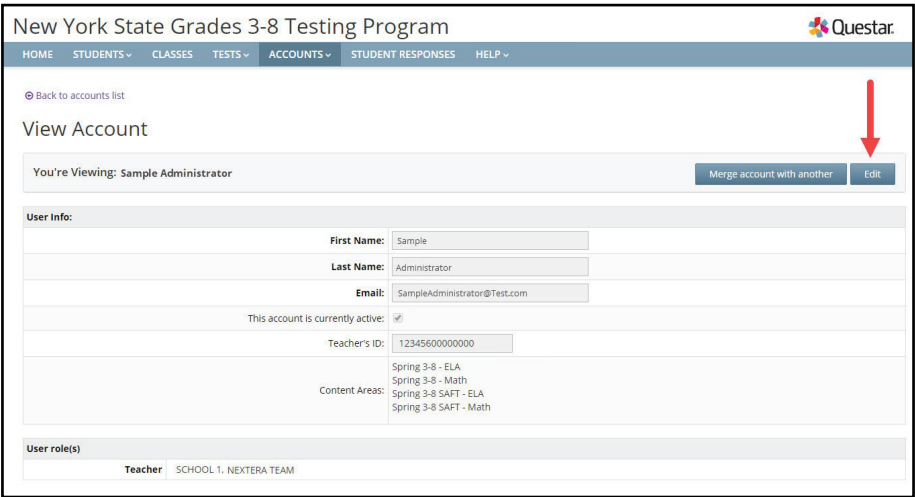 New York State Grades 3-8 Testing Program
Questar.
HOME STUDENTS CLASSES TESTS ACCOUNTS STUDENT RESPONSES HELP
Back to accounts list
View Account
You're Viewing: Sample Administrator
Merge account with another Edit
User Info:
First Name: Sample
Last Name: Administrator
Email: SampleAdministrator@Test.com
This account is currently active:
Teacher's ID: 12345600000000
Spring 3-8 - ELA
Spring 3-8 - Math
Content Areas: Spring 3-8 SAFT - ELA
Spring 3-8 SAFT - Math
User role(s)
Teacher SCHOOL 1, NEXTERA TEAM